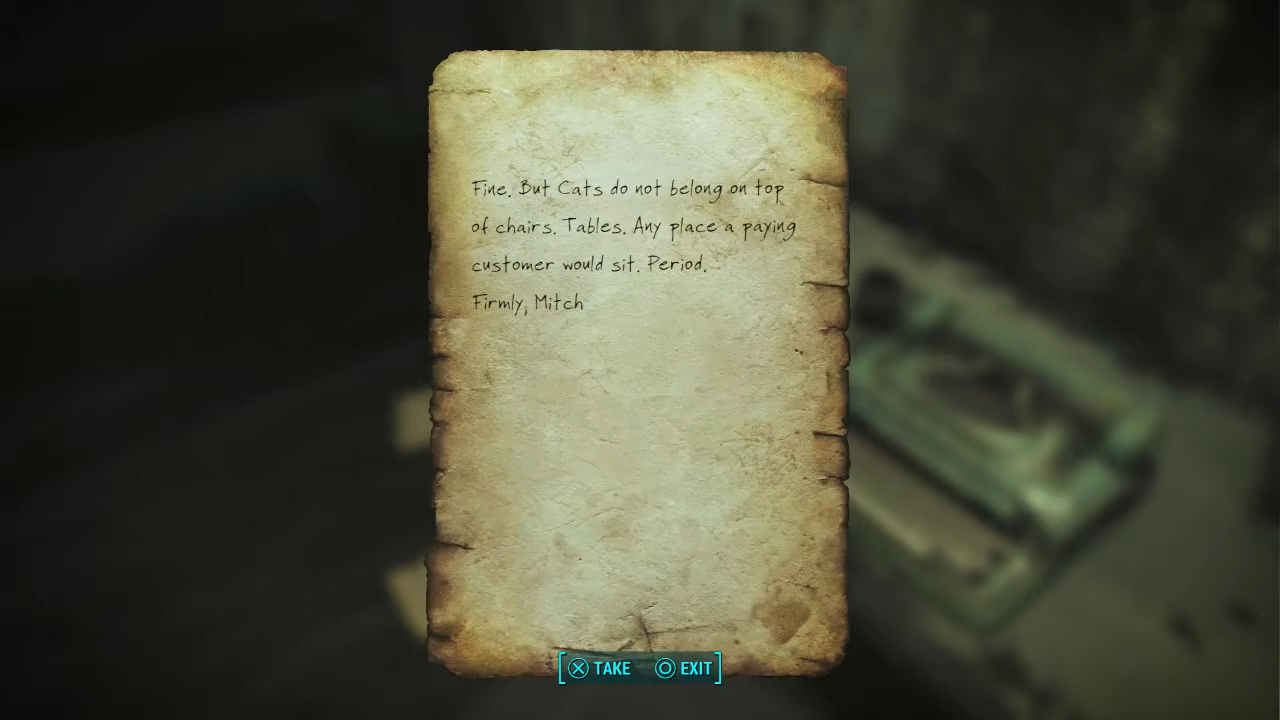 Fine. But Cats do not belong on top
of chairs. Tables. Any place a paying
customer would sit. Period.
Firmly, Mitch
TAKE EXIT